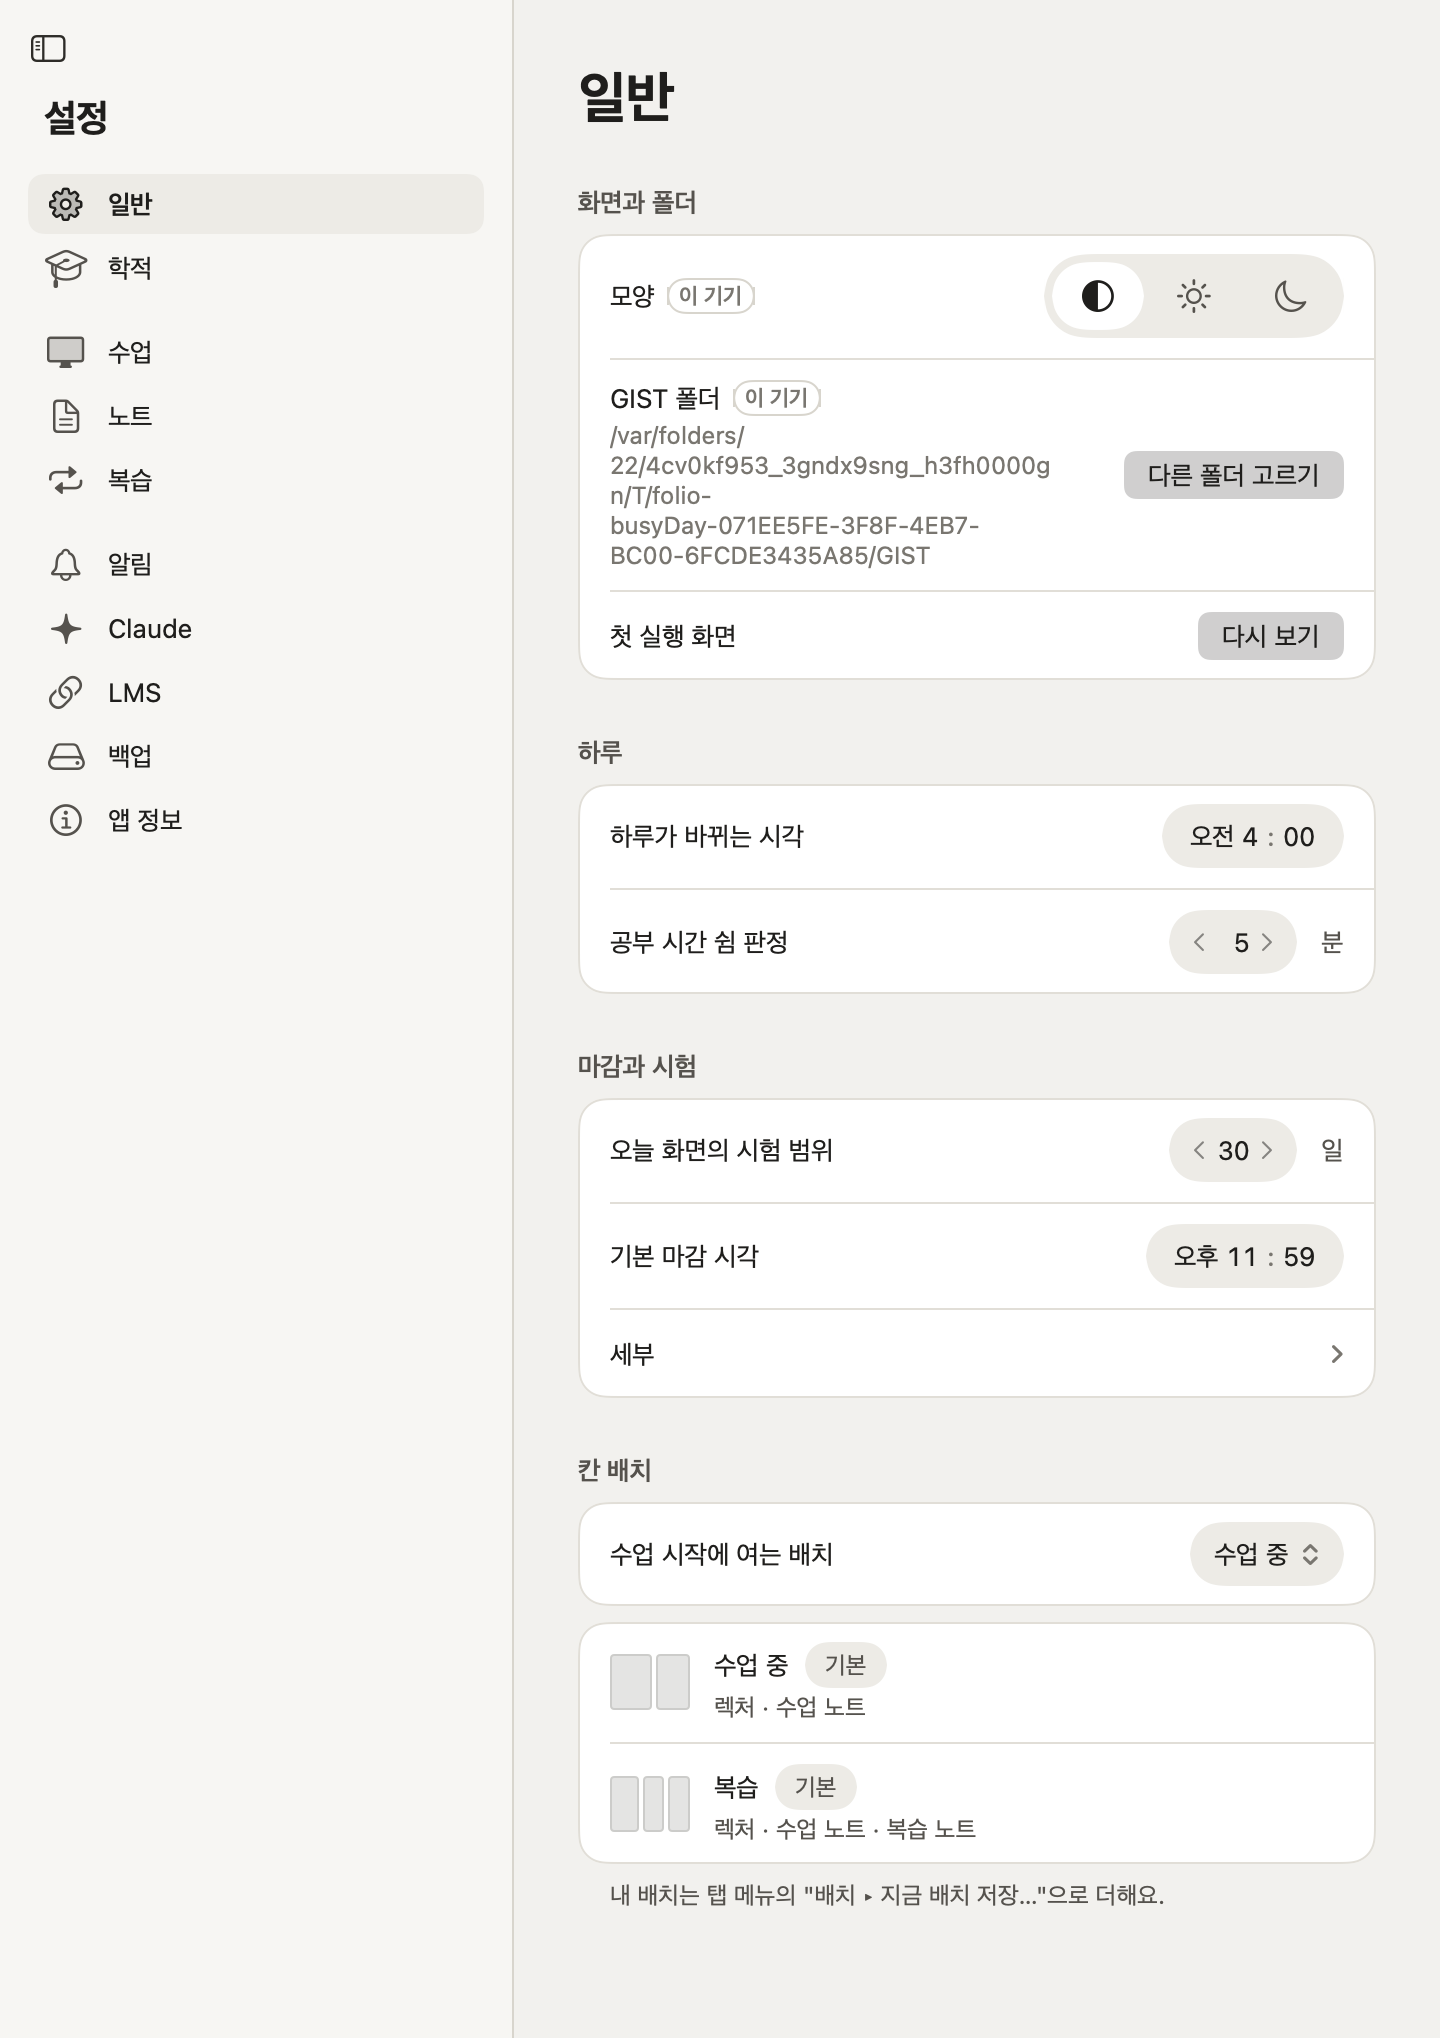 설정
일반
학적
수업
노트
복습
알림
Claude
LMS
백업
앱 정보
일반
화면과 폴더
모양 이 기기
GIST 폴더 이 기기
/var/folders/
22/4cv0kf953_3gndx9sng_h3fh0000g
n/T/folio-
busyDay-071EE5FE-3F8F-4EB7-
BC00-6FCDE3435A85/GIST
다른 폴더 고르기
첫 실행 화면 다시 보기
하루
하루가 바뀌는 시각 오전 4 : 00
공부 시간 쉼 판정 5 분
마감과 시험
오늘 화면의 시험 범위 30 일
기본 마감 시각 오후 11 : 59
세부
칸 배치
수업 시작에 여는 배치 수업 중
수업 중 기본
렉처 · 수업 노트
복습 기본
렉처 · 수업 노트 · 복습 노트
내 배치는 탭 메뉴의 "배치 ▸ 지금 배치 저장…"으로 더해요.